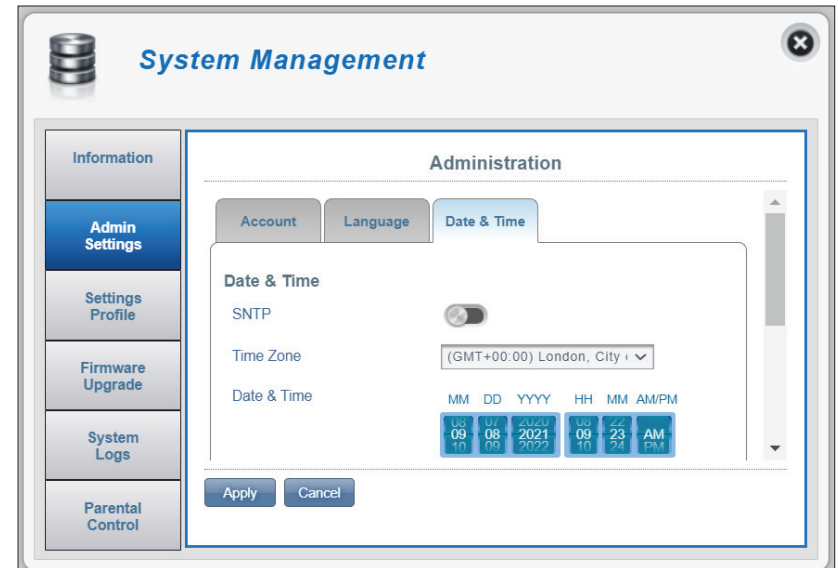 System Management
Information
Admin
Settings
Settings
Profile
Firmware
Upgrade
System
Logs
Parental
Control
Administration
Account Language Date & Time
Date & Time
SNTP
Time Zone (GMT+00:00) London, City
Date & Time MM DD YYYY HH MM AM/PM
08 07 2020 08 22
09 08 2021 09 23 AM
10 09 2022 10 24 PM
Apply Cancel